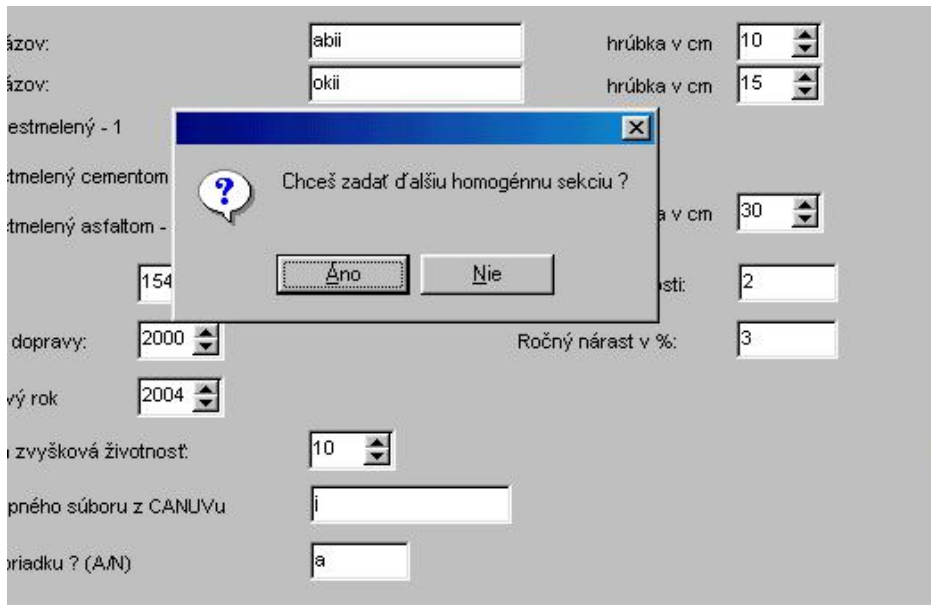 ázov: abii hrúbka v cm 10
ázov: okii hrúbka v cm 15
estmelený - 1
tmelený cementom
Chceš zadať ďalšiu homogénnu sekciu ?
tmelený asfaltom - a v cm 30
Áno Nie
154 sti: 2
dopravy: 2000 Ročný nárast v %: 3
vý rok 2004
zvyšková životnosť: 10
pného súboru z CANUVu i
oriadku ? (A/N) a